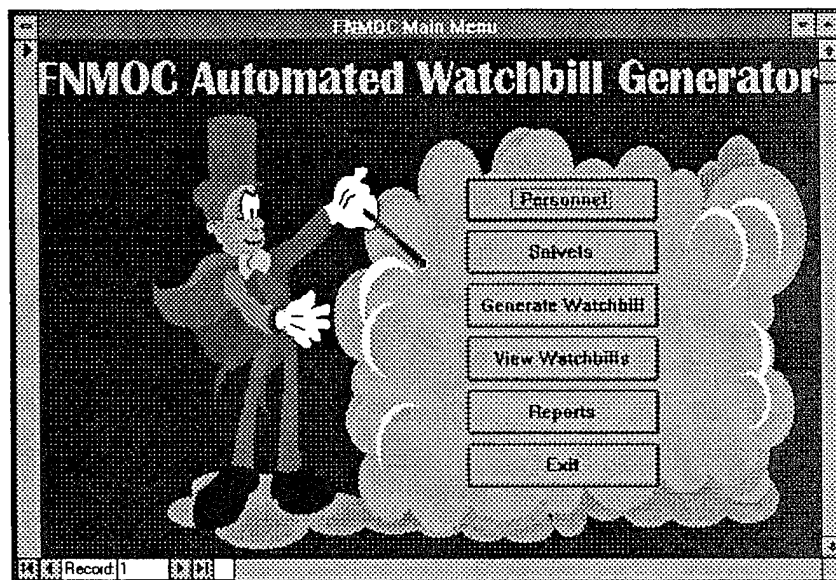 FNMOC Main Menu
FNMOC Automated Watchbill Generator
Personnel
Snivels
Generate Watchbill
View Watchbills
Reports
Exit
Record: 1